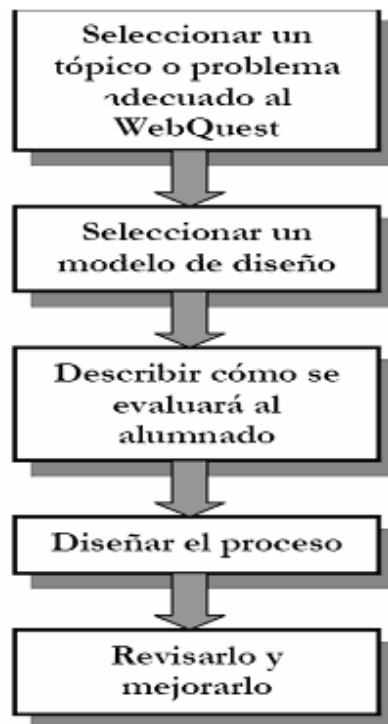 Seleccionar un
tópico o problema
adecuado al
WebQuest
Seleccionar un
modelo de diseño
Describir cómo se
evaluará al
alumnado
Diseñar el proceso
Revisarlo y
mejorarlo